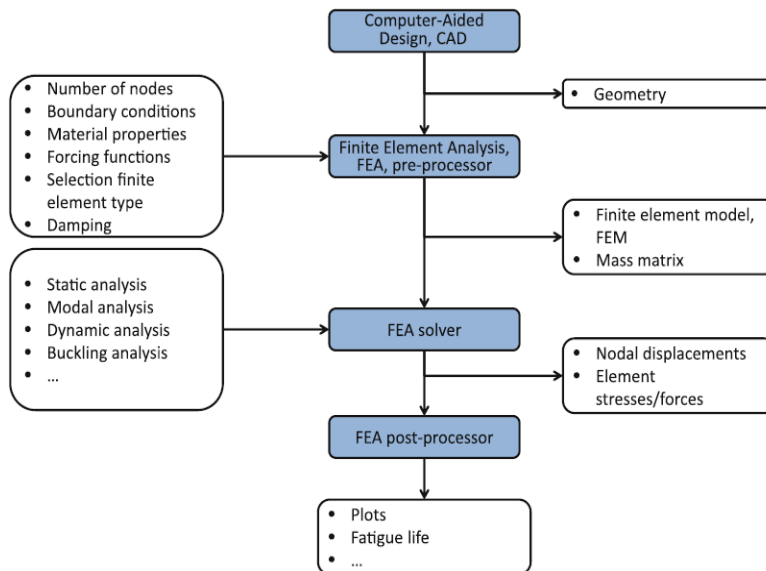 Computer-Aided
Design, CAD
• Geometry
• Number of nodes
• Boundary conditions
• Material properties
• Forcing functions
• Selection finite
element type
• Damping
Finite Element Analysis,
FEA, pre-processor
• Finite element model,
FEM
• Mass matrix
• Static analysis
• Modal analysis
• Dynamic analysis
• Buckling analysis
• ...
FEA solver
• Nodal displacements
• Element
stresses/forces
FEA post-processor
• Plots
• Fatigue life
• ...